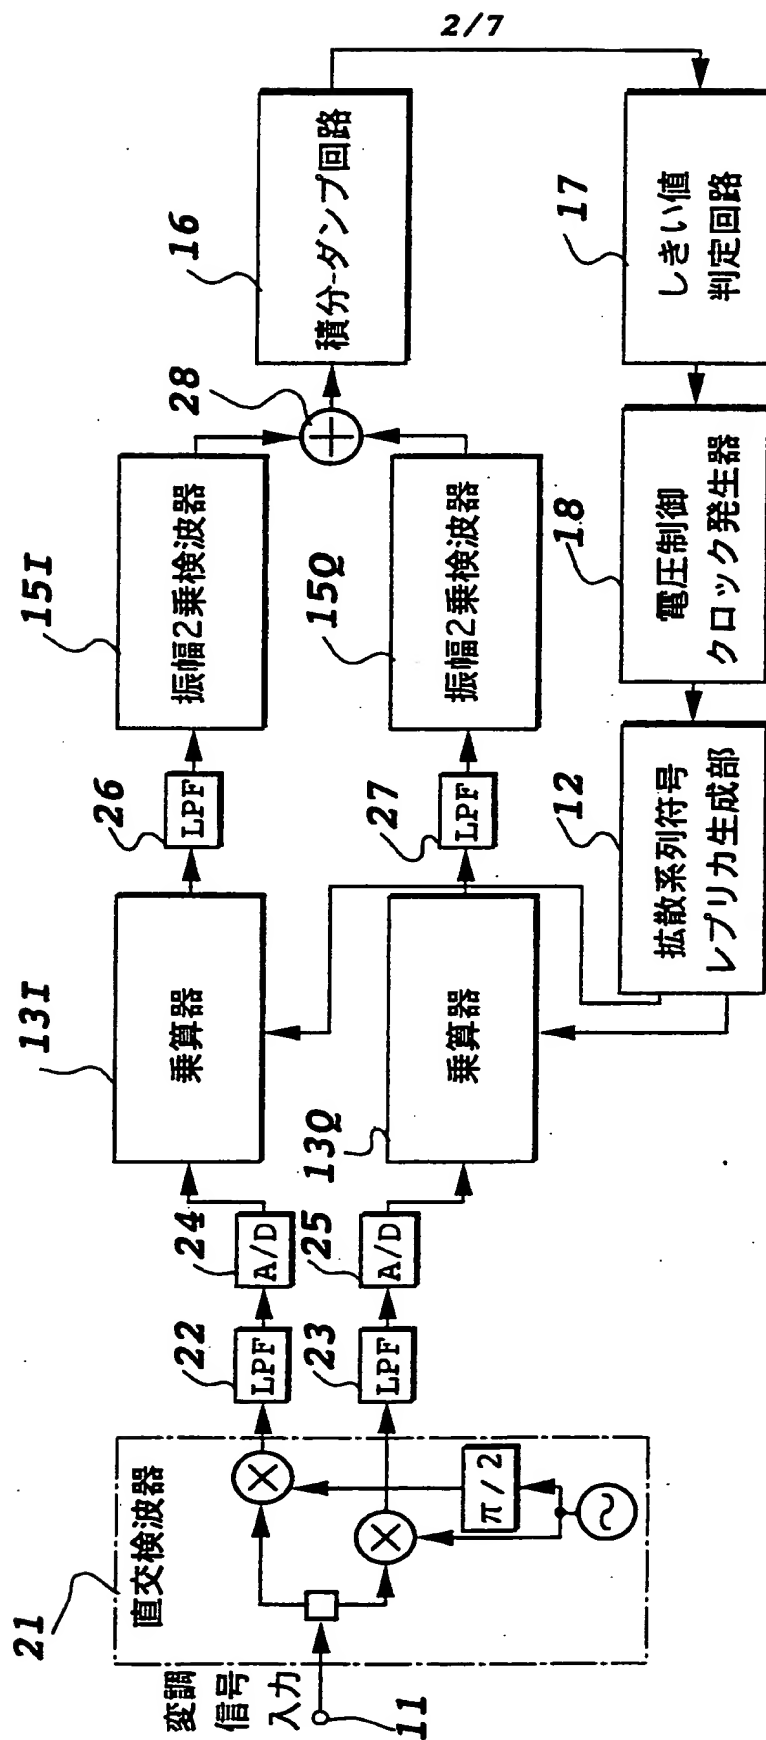 2/7
21
直交検波器
変調
信号
入力
11
π/2
22
LPF
23
LPF
24
A/D
25
A/D
13I
乗算器
13Q
乗算器
26
LPF
27
LPF
15I
振幅2乗検波器
15Q
振幅2乗検波器
28
16
積分-ダンプ回路
17
しきい値
判定回路
18
電圧制御
クロック発生器
12
拡散系列符号
レプリカ生成部